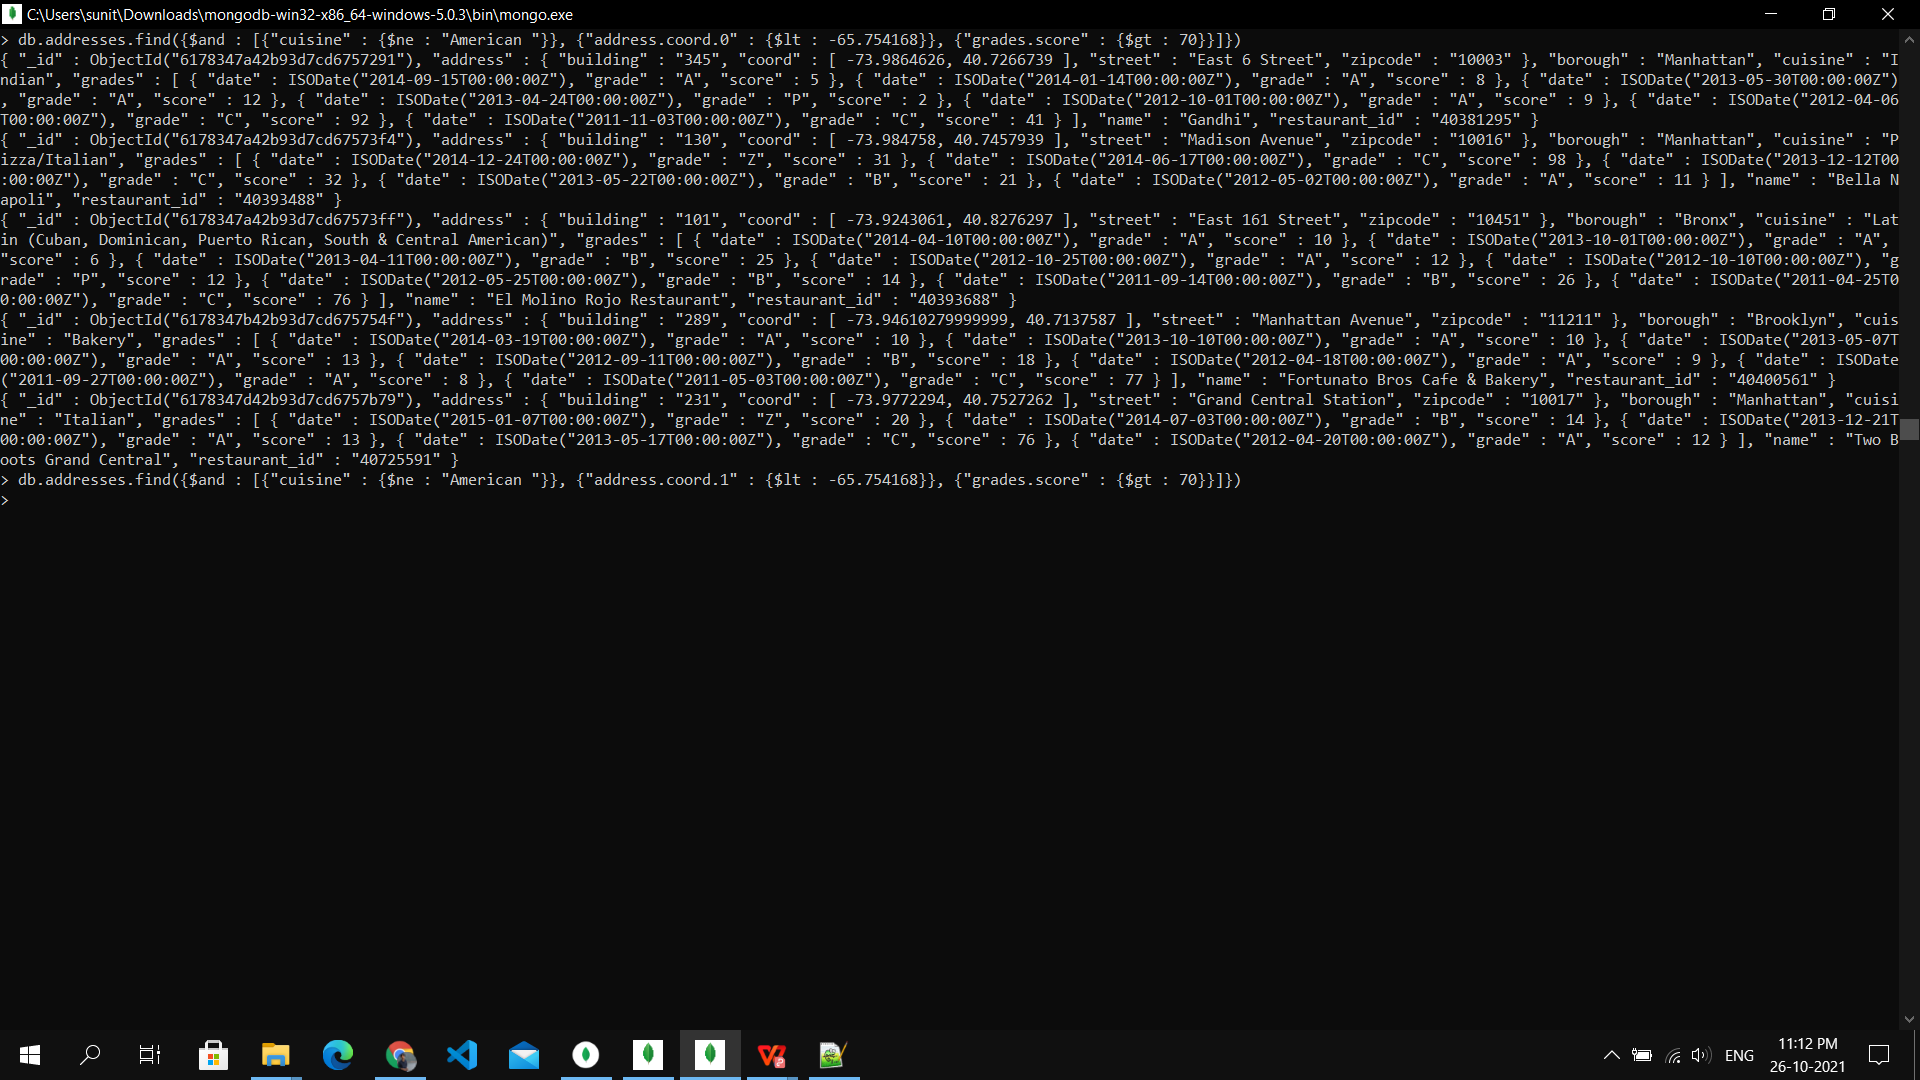 C:\Users\sunit\Downloads\mongodb-win32-x86_64-windows-5.0.3\bin\mongo.exe
> db.addresses.find({$and : [{"cuisine" : {$ne : "American "}}, {"address.coord.0" : {$lt : -65.754168}}, {"grades.score" : {$gt : 70}}]})
{ "_id" : ObjectId("6178347a42b93d7cd6757291"), "address" : { "building" : "345", "coord" : [ -73.9864626, 40.7266739 ], "street" : "East 6 Street", "zipcode" : "10003" }, "borough" : "Manhattan", "cuisine" : "I
ndian", "grades" : [ { "date" : ISODate("2014-09-15T00:00:00Z"), "grade" : "A", "score" : 5 }, { "date" : ISODate("2014-01-14T00:00:00Z"), "grade" : "A", "score" : 8 }, { "date" : ISODate("2013-05-30T00:00:00Z")
, "grade" : "A", "score" : 12 }, { "date" : ISODate("2013-04-24T00:00:00Z"), "grade" : "P", "score" : 2 }, { "date" : ISODate("2012-10-01T00:00:00Z"), "grade" : "A", "score" : 9 }, { "date" : ISODate("2012-04-06
T00:00:00Z"), "grade" : "C", "score" : 92 }, { "date" : ISODate("2011-11-03T00:00:00Z"), "grade" : "C", "score" : 41 } ], "name" : "Gandhi", "restaurant_id" : "40381295" }
{ "_id" : ObjectId("6178347a42b93d7cd67573f4"), "address" : { "building" : "130", "coord" : [ -73.984758, 40.7457939 ], "street" : "Madison Avenue", "zipcode" : "10016" }, "borough" : "Manhattan", "cuisine" : "P
izza/Italian", "grades" : [ { "date" : ISODate("2014-12-24T00:00:00Z"), "grade" : "Z", "score" : 31 }, { "date" : ISODate("2014-06-17T00:00:00Z"), "grade" : "C", "score" : 98 }, { "date" : ISODate("2013-12-12T00
:00:00Z"), "grade" : "C", "score" : 32 }, { "date" : ISODate("2013-05-22T00:00:00Z"), "grade" : "B", "score" : 21 }, { "date" : ISODate("2012-05-02T00:00:00Z"), "grade" : "A", "score" : 11 } ], "name" : "Bella N
apoli", "restaurant_id" : "40393488" }
{ "_id" : ObjectId("6178347a42b93d7cd67573ff"), "address" : { "building" : "101", "coord" : [ -73.9243061, 40.8276297 ], "street" : "East 161 Street", "zipcode" : "10451" }, "borough" : "Bronx", "cuisine" : "Lat
in (Cuban, Dominican, Puerto Rican, South & Central American)", "grades" : [ { "date" : ISODate("2014-04-10T00:00:00Z"), "grade" : "A", "score" : 10 }, { "date" : ISODate("2013-10-01T00:00:00Z"), "grade" : "A",
"score" : 6 }, { "date" : ISODate("2013-04-11T00:00:00Z"), "grade" : "B", "score" : 25 }, { "date" : ISODate("2012-10-25T00:00:00Z"), "grade" : "A", "score" : 12 }, { "date" : ISODate("2012-10-10T00:00:00Z"), "g
rade" : "P", "score" : 12 }, { "date" : ISODate("2012-05-25T00:00:00Z"), "grade" : "B", "score" : 14 }, { "date" : ISODate("2011-09-14T00:00:00Z"), "grade" : "B", "score" : 26 }, { "date" : ISODate("2011-04-25T0
0:00:00Z"), "grade" : "C", "score" : 76 } ], "name" : "El Molino Rojo Restaurant", "restaurant_id" : "40393688" }
{ "_id" : ObjectId("6178347b42b93d7cd675754f"), "address" : { "building" : "289", "coord" : [ -73.94610279999999, 40.7137587 ], "street" : "Manhattan Avenue", "zipcode" : "11211" }, "borough" : "Brooklyn", "cuis
ine" : "Bakery", "grades" : [ { "date" : ISODate("2014-03-19T00:00:00Z"), "grade" : "A", "score" : 10 }, { "date" : ISODate("2013-10-10T00:00:00Z"), "grade" : "A", "score" : 10 }, { "date" : ISODate("2013-05-07T
00:00:00Z"), "grade" : "A", "score" : 13 }, { "date" : ISODate("2012-09-11T00:00:00Z"), "grade" : "B", "score" : 18 }, { "date" : ISODate("2012-04-18T00:00:00Z"), "grade" : "A", "score" : 9 }, { "date" : ISODate
("2011-09-27T00:00:00Z"), "grade" : "A", "score" : 8 }, { "date" : ISODate("2011-05-03T00:00:00Z"), "grade" : "C", "score" : 77 } ], "name" : "Fortunato Bros Cafe & Bakery", "restaurant_id" : "40400561" }
{ "_id" : ObjectId("6178347d42b93d7cd6757b79"), "address" : { "building" : "231", "coord" : [ -73.9772294, 40.7527262 ], "street" : "Grand Central Station", "zipcode" : "10017" }, "borough" : "Manhattan", "cuisi
ne" : "Italian", "grades" : [ { "date" : ISODate("2015-01-07T00:00:00Z"), "grade" : "Z", "score" : 20 }, { "date" : ISODate("2014-07-03T00:00:00Z"), "grade" : "B", "score" : 14 }, { "date" : ISODate("2013-12-21T
00:00:00Z"), "grade" : "A", "score" : 13 }, { "date" : ISODate("2013-05-17T00:00:00Z"), "grade" : "C", "score" : 76 }, { "date" : ISODate("2012-04-20T00:00:00Z"), "grade" : "A", "score" : 12 } ], "name" : "Two B
oots Grand Central", "restaurant_id" : "40725591" }
> db.addresses.find({$and : [{"cuisine" : {$ne : "American "}}, {"address.coord.1" : {$lt : -65.754168}}, {"grades.score" : {$gt : 70}}]})
>
ENG
11:12 PM
26-10-2021